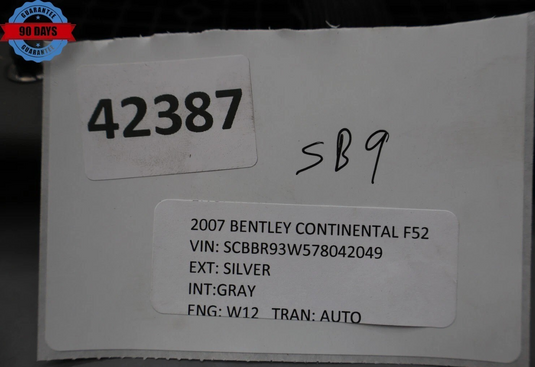 GUARANTEE
90 DAYS
GUARANTEE
42387
SB9
2007 BENTLEY CONTINENTAL F52
VIN: SCBBR93W578042049
EXT: SILVER
INT:GRAY
ENG: W12 TRAN: AUTO